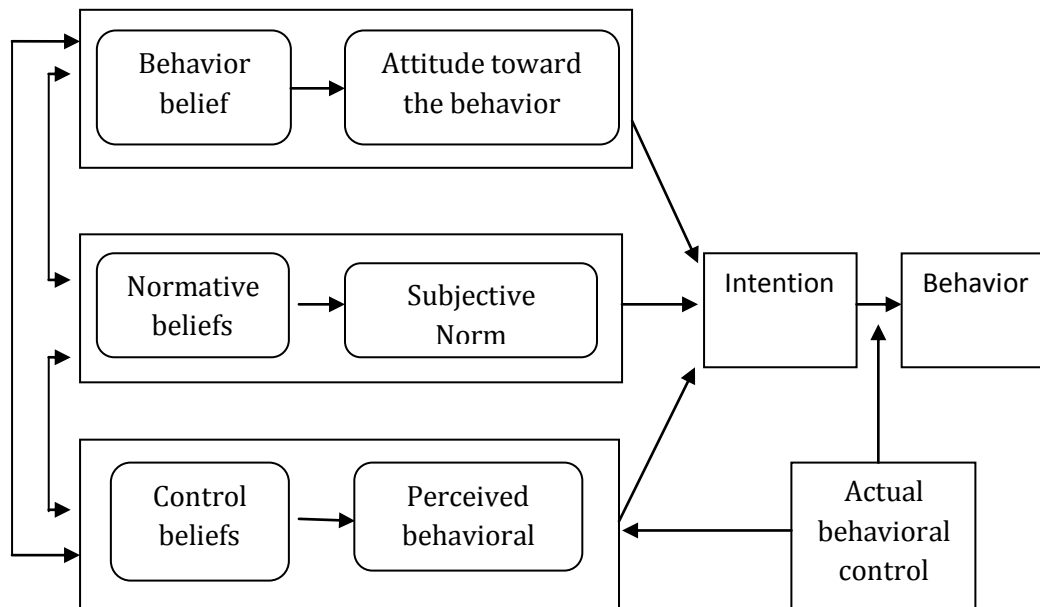 Behavior
belief
Attitude toward
the behavior
Normative
beliefs
Subjective
Norm
Intention
Behavior
Control
beliefs
Perceived
behavioral
Actual
behavioral
control